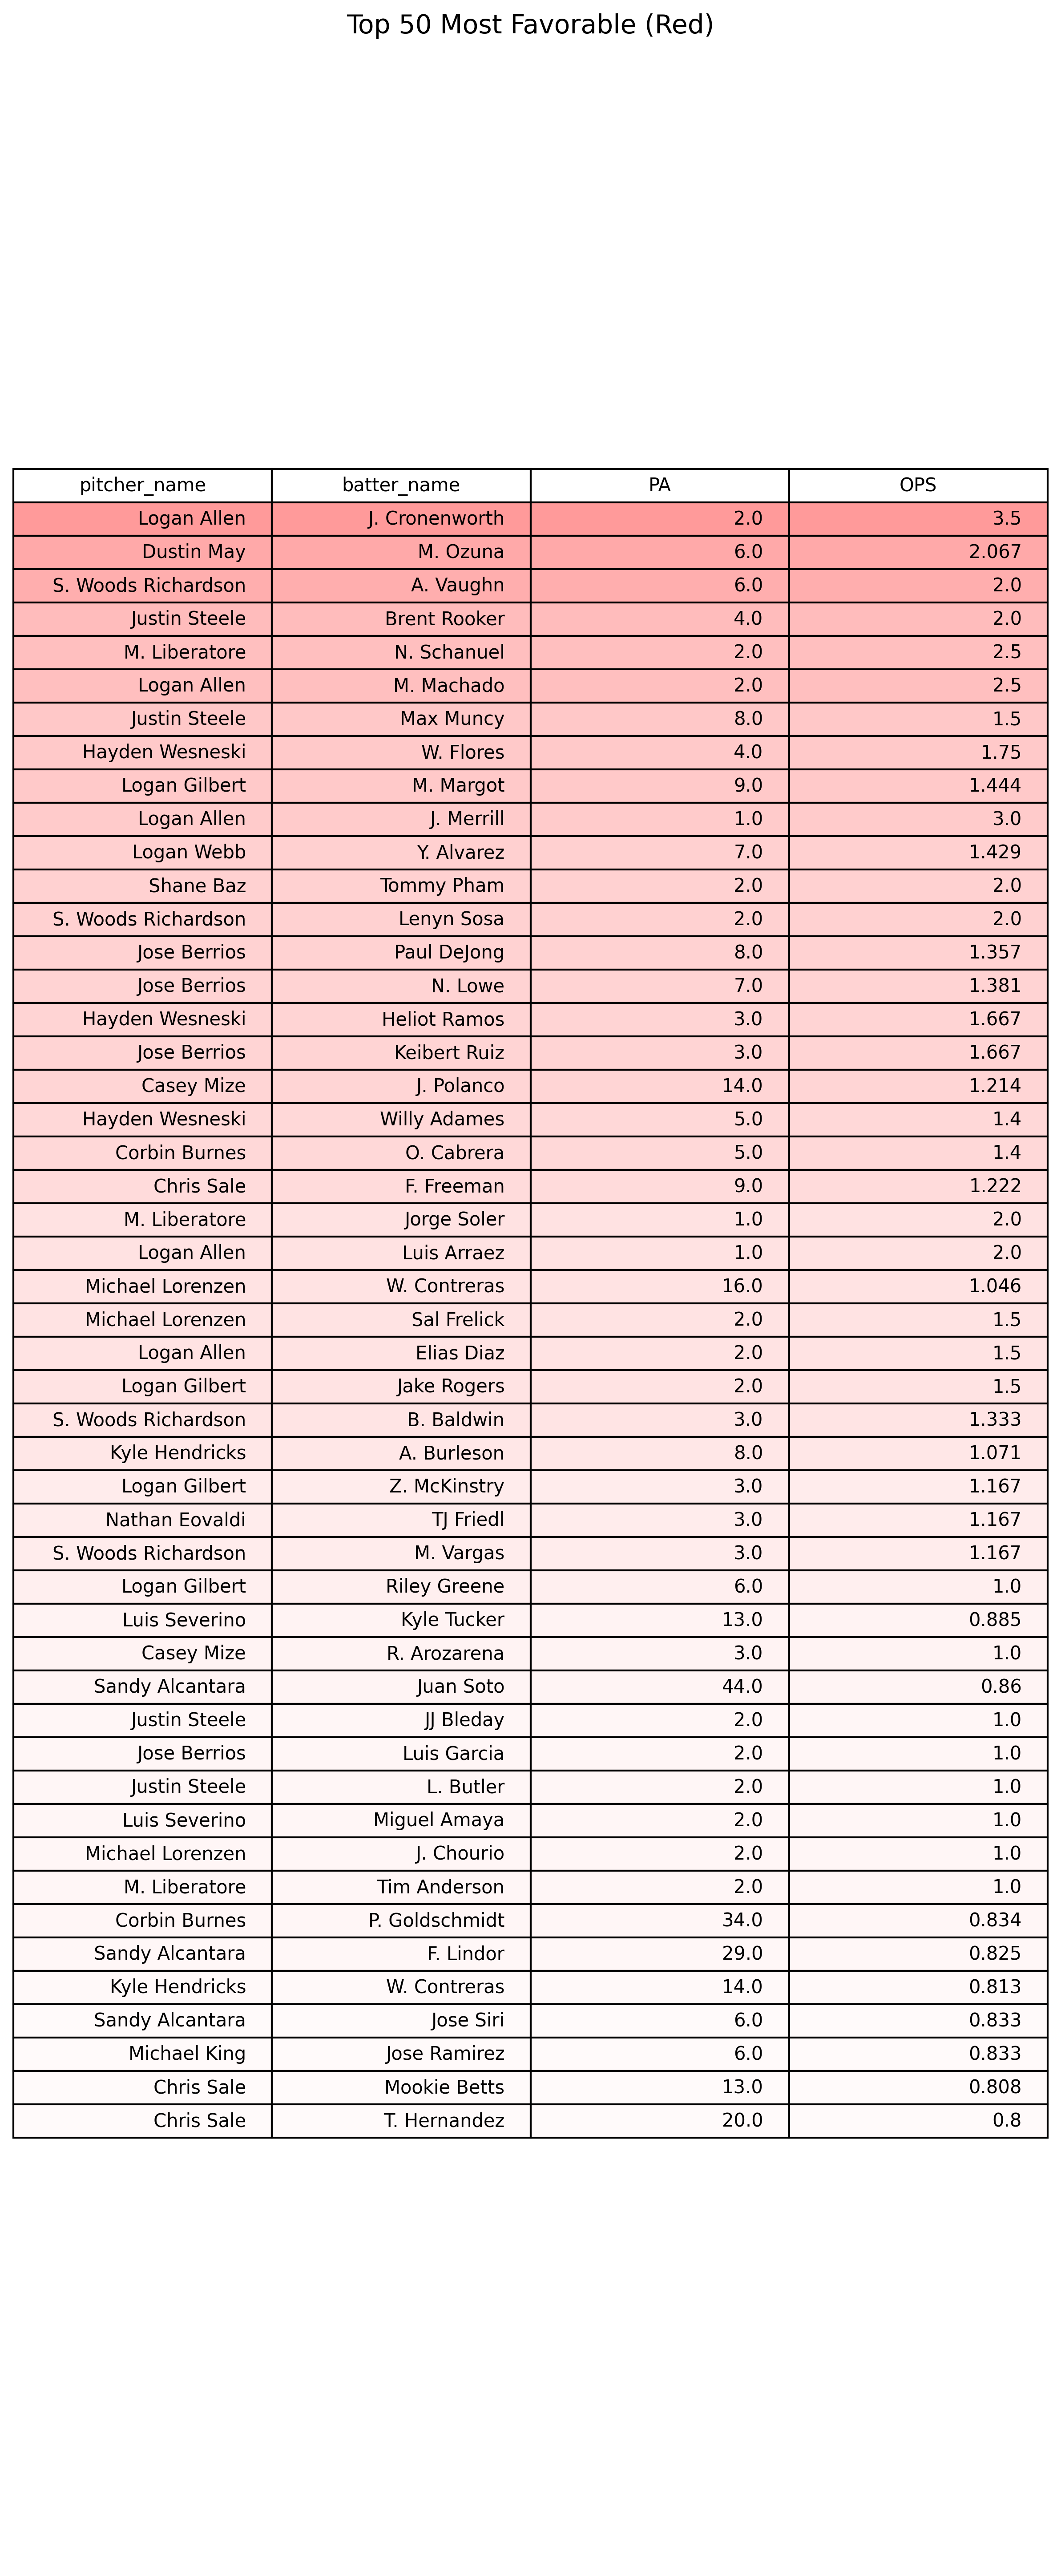 Top 50 Most Favorable (Red)
pitcher_name batter_name PA OPS
Logan Allen J. Cronenworth 2.0 3.5
Dustin May M. Ozuna 6.0 2.067
S. Woods Richardson A. Vaughn 6.0 2.0
Justin Steele Brent Rooker 4.0 2.0
M. Liberatore N. Schanuel 2.0 2.5
Logan Allen M. Machado 2.0 2.5
Justin Steele Max Muncy 8.0 1.5
Hayden Wesneski W. Flores 4.0 1.75
Logan Gilbert M. Margot 9.0 1.444
Logan Allen J. Merrill 1.0 3.0
Logan Webb Y. Alvarez 7.0 1.429
Shane Baz Tommy Pham 2.0 2.0
S. Woods Richardson Lenyn Sosa 2.0 2.0
Jose Berrios Paul DeJong 8.0 1.357
Jose Berrios N. Lowe 7.0 1.381
Hayden Wesneski Heliot Ramos 3.0 1.667
Jose Berrios Keibert Ruiz 3.0 1.667
Casey Mize J. Polanco 14.0 1.214
Hayden Wesneski Willy Adames 5.0 1.4
Corbin Burnes O. Cabrera 5.0 1.4
Chris Sale F. Freeman 9.0 1.222
M. Liberatore Jorge Soler 1.0 2.0
Logan Allen Luis Arraez 1.0 2.0
Michael Lorenzen W. Contreras 16.0 1.046
Michael Lorenzen Sal Frelick 2.0 1.5
Logan Allen Elias Diaz 2.0 1.5
Logan Gilbert Jake Rogers 2.0 1.5
S. Woods Richardson B. Baldwin 3.0 1.333
Kyle Hendricks A. Burleson 8.0 1.071
Logan Gilbert Z. McKinstry 3.0 1.167
Nathan Eovaldi TJ Friedl 3.0 1.167
S. Woods Richardson M. Vargas 3.0 1.167
Logan Gilbert Riley Greene 6.0 1.0
Luis Severino Kyle Tucker 13.0 0.885
Casey Mize R. Arozarena 3.0 1.0
Sandy Alcantara Juan Soto 44.0 0.86
Justin Steele JJ Bleday 2.0 1.0
Jose Berrios Luis Garcia 2.0 1.0
Justin Steele L. Butler 2.0 1.0
Luis Severino Miguel Amaya 2.0 1.0
Michael Lorenzen J. Chourio 2.0 1.0
M. Liberatore Tim Anderson 2.0 1.0
Corbin Burnes P. Goldschmidt 34.0 0.834
Sandy Alcantara F. Lindor 29.0 0.825
Kyle Hendricks W. Contreras 14.0 0.813
Sandy Alcantara Jose Siri 6.0 0.833
Michael King Jose Ramirez 6.0 0.833
Chris Sale Mookie Betts 13.0 0.808
Chris Sale T. Hernandez 20.0 0.8